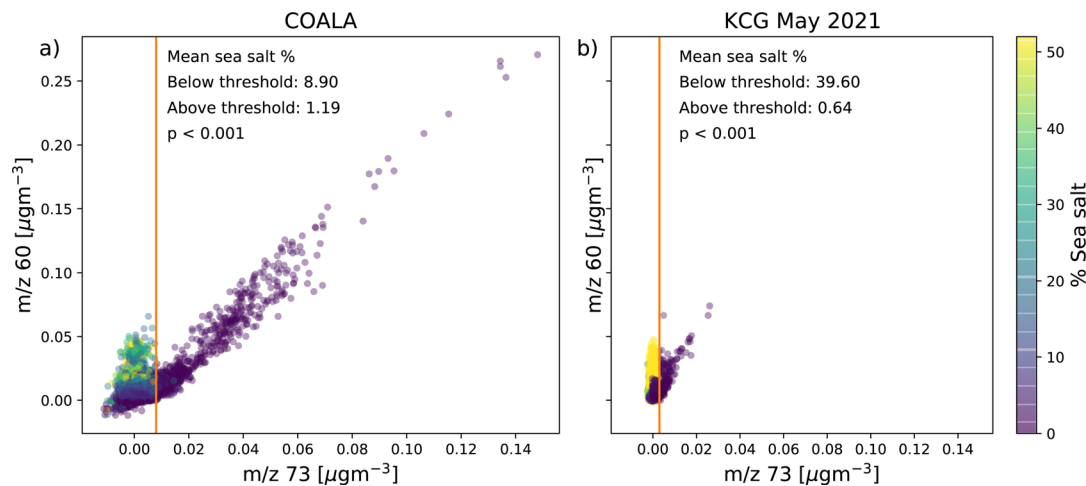 COALA
a)
Mean sea salt %
Below threshold: 8.90
Above threshold: 1.19
p < 0.001
m/z 60 [μgm⁻³]
0.25
0.20
0.15
0.10
0.05
0.00
0.00 0.02 0.04 0.06 0.08 0.10 0.12 0.14
m/z 73 [μgm⁻³]
KCG May 2021
b)
Mean sea salt %
Below threshold: 39.60
Above threshold: 0.64
p < 0.001
m/z 60 [μgm⁻³]
0.00 0.02 0.04 0.06 0.08 0.10 0.12 0.14
m/z 73 [μgm⁻³]
50
40
30
20
10
0
% Sea salt